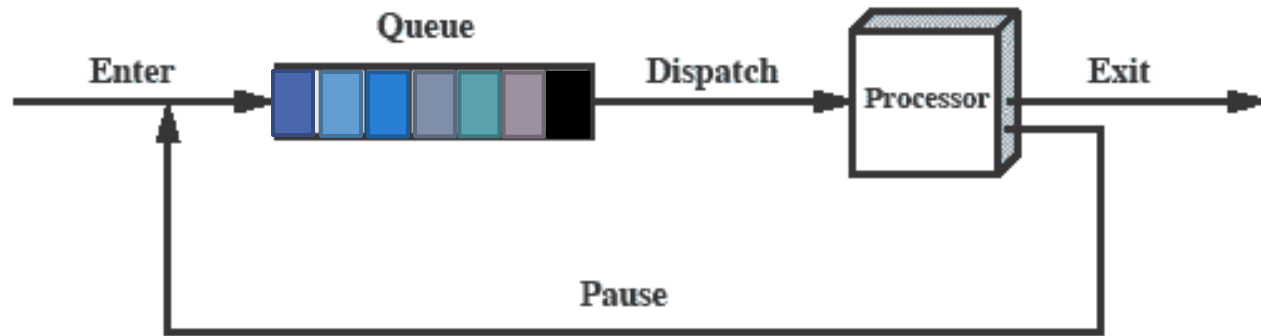 Queue
Enter
Dispatch
Exit
Processor
Pause